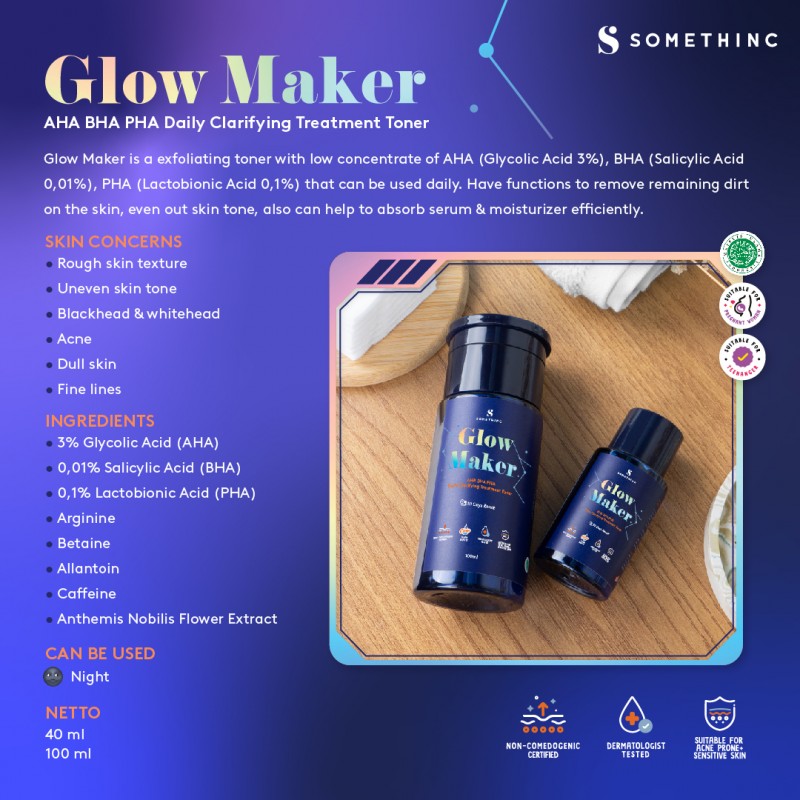 SOMETHINC
Glow Maker
AHA BHA PHA Daily Clarifying Treatment Toner
Glow Maker is a exfoliating toner with low concentrate of AHA (Glycolic Acid 3%), BHA (Salicylic Acid
0,01%), PHA (Lactobionic Acid 0,1%) that can be used daily. Have functions to remove remaining dirt
on the skin, even out skin tone, also can help to absorb serum & moisturizer efficiently.
SKIN CONCERNS
• Rough skin texture
• Uneven skin tone
• Blackhead & whitehead
• Acne
• Dull skin
• Fine lines
INGREDIENTS
• 3% Glycolic Acid (AHA)
• 0,01% Salicylic Acid (BHA)
• 0,1% Lactobionic Acid (PHA)
• Arginine
• Betaine
• Allantoin
• Caffeine
• Anthemis Nobilis Flower Extract
CAN BE USED
Night
NETTO
40 ml
100 ml
SUITABLE FOR
PREGNANT WOMEN
SUITABLE FOR
TEENAGER
SOMETHINC
Glow
Maker
100ml
Glow
Maker
NON-COMEDOGENIC
CERTIFIED
DERMATOLOGIST
TESTED
SUITABLE FOR
ACNE PRONE+
SENSITIVE SKIN